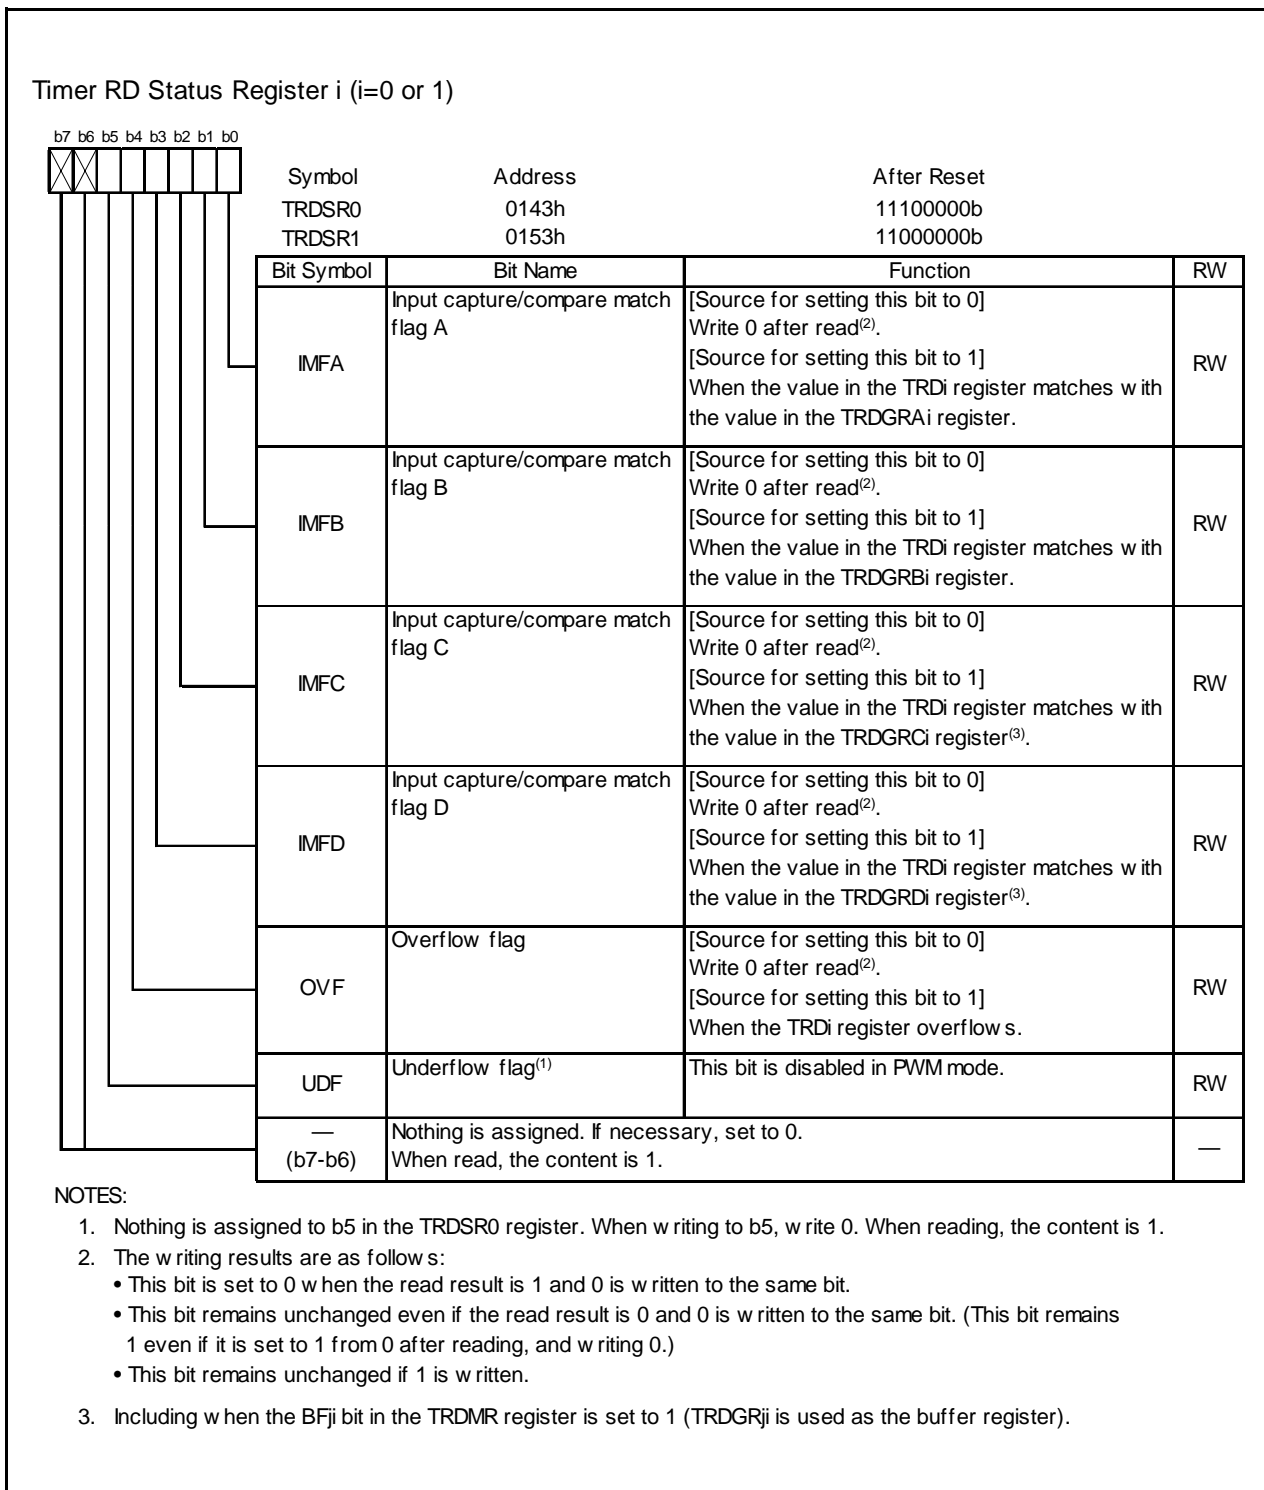 Timer RD Status Register i (i=0 or 1)
b7 b6 b5 b4 b3 b2 b1 b0
Symbol Address After Reset
TRDSR0 0143h 11100000b
TRDSR1 0153h 11000000b
Bit Symbol Bit Name Function RW
IMFA
Input capture/compare match
flag A
[Source for setting this bit to 0]
Write 0 after read(2).
[Source for setting this bit to 1]
When the value in the TRDi register matches with
the value in the TRDGRAi register.
RW
IMFB
Input capture/compare match
flag B
[Source for setting this bit to 0]
Write 0 after read(2).
[Source for setting this bit to 1]
When the value in the TRDi register matches with
the value in the TRDGRBi register.
RW
IMFC
Input capture/compare match
flag C
[Source for setting this bit to 0]
Write 0 after read(2).
[Source for setting this bit to 1]
When the value in the TRDi register matches with
the value in the TRDGRCi register(3).
RW
IMFD
Input capture/compare match
flag D
[Source for setting this bit to 0]
Write 0 after read(2).
[Source for setting this bit to 1]
When the value in the TRDi register matches with
the value in the TRDGRDi register(3).
RW
OVF
Overflow flag
[Source for setting this bit to 0]
Write 0 after read(2).
[Source for setting this bit to 1]
When the TRDi register overflows.
RW
UDF
Underflow flag(1)
This bit is disabled in PWM mode.
RW
—
(b7-b6)
Nothing is assigned. If necessary, set to 0.
When read, the content is 1.
—
NOTES:
1. Nothing is assigned to b5 in the TRDSR0 register. When writing to b5, write 0. When reading, the content is 1.
2. The writing results are as follows:
• This bit is set to 0 when the read result is 1 and 0 is written to the same bit.
• This bit remains unchanged even if the read result is 0 and 0 is written to the same bit. (This bit remains
1 even if it is set to 1 from 0 after reading, and writing 0.)
• This bit remains unchanged if 1 is written.
3. Including when the BFji bit in the TRDMR register is set to 1 (TRDGRji is used as the buffer register).